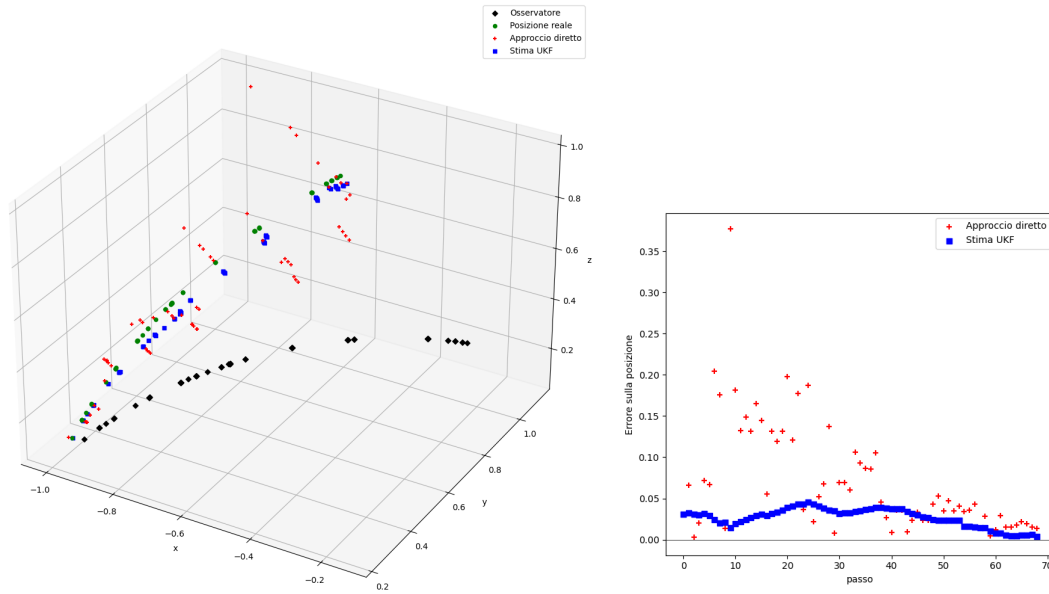 Osservatore
Posizione reale
Approccio diretto
Stima UKF
1.0
0.8
0.6
0.4
0.2
z
−1.0
−0.8
−0.6
−0.4
−0.2
x
0.2
0.4
0.6
0.8
1.0
y
Approccio diretto
Stima UKF
Errore sulla posizione
0.35
0.30
0.25
0.20
0.15
0.10
0.05
0.00
0 10 20 30 40 50 60 70
passo